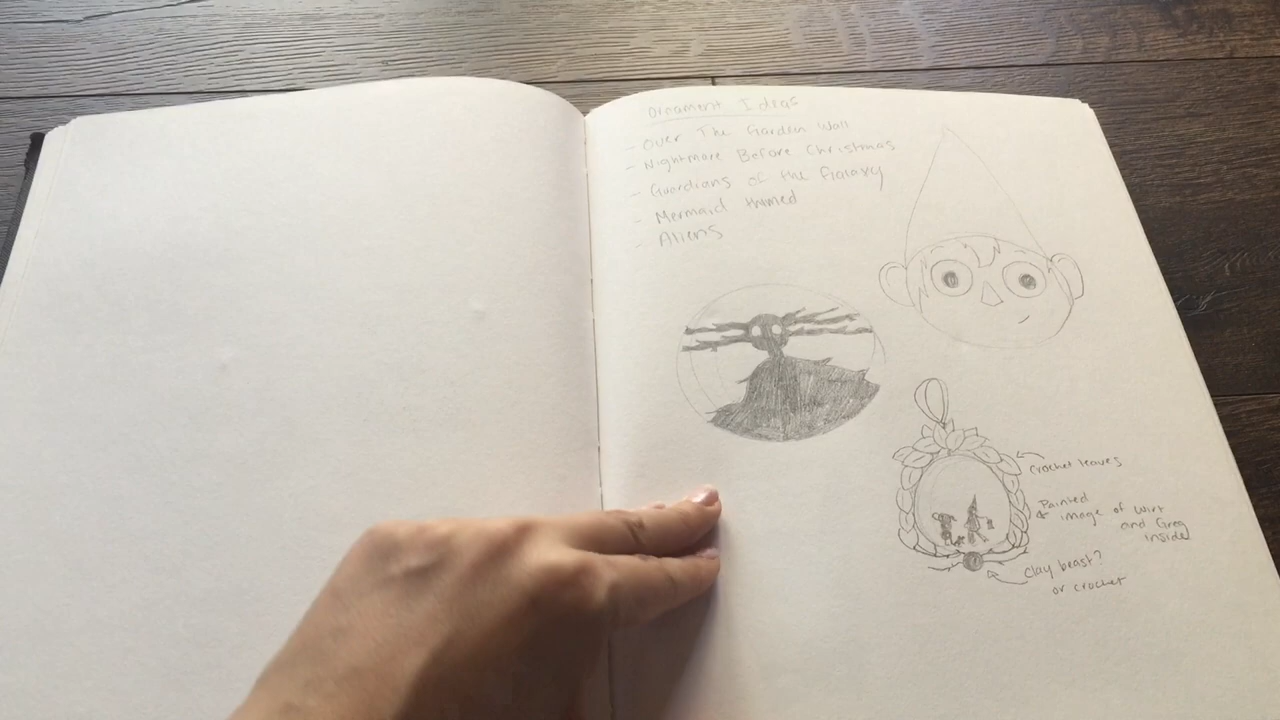 Ornament Ideas
- Over The Garden Wall
- Nightmare Before Christmas
- Guardians of the Galaxy
- Mermaid themed
- Aliens
Crochet leaves
Painted
image of Wirt
and Greg
inside
clay beast?
or crochet